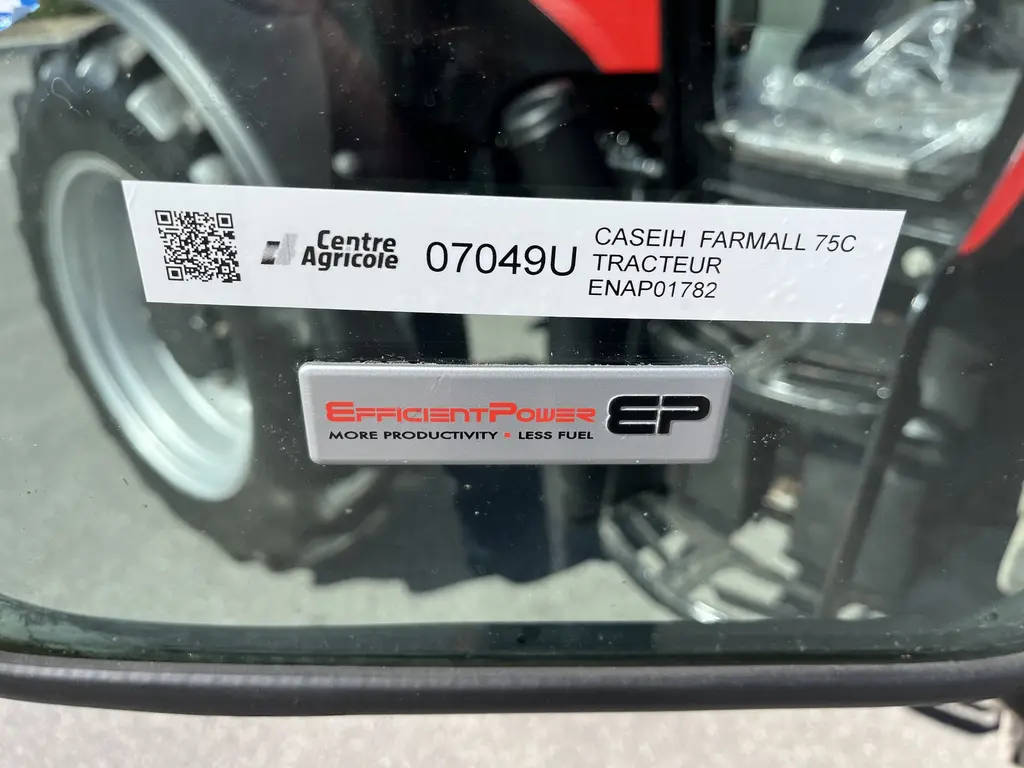 Centre
Agricole
07049U
CASEIH FARMALL 75C
TRACTEUR
ENAP01782
EFFICIENTPOWER
MORE PRODUCTIVITY • LESS FUEL
EP